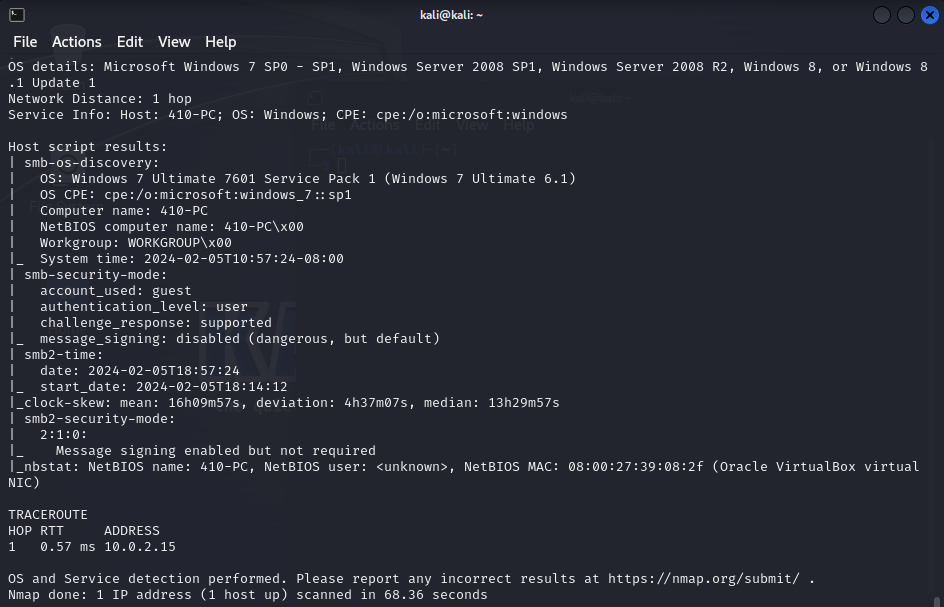 kali@kali: ~
File Actions Edit View Help
OS details: Microsoft Windows 7 SP0 - SP1, Windows Server 2008 SP1, Windows Server 2008 R2, Windows 8, or Windows 8
.1 Update 1
Network Distance: 1 hop
Service Info: Host: 410-PC; OS: Windows; CPE: cpe:/o:microsoft:windows
Host script results:
| smb-os-discovery:
|   OS: Windows 7 Ultimate 7601 Service Pack 1 (Windows 7 Ultimate 6.1)
|   OS CPE: cpe:/o:microsoft:windows_7::sp1
|   Computer name: 410-PC
|   NetBIOS computer name: 410-PC\x00
|   Workgroup: WORKGROUP\x00
|_  System time: 2024-02-05T10:57:24-08:00
| smb-security-mode:
|   account_used: guest
|   authentication_level: user
|   challenge_response: supported
|_  message_signing: disabled (dangerous, but default)
| smb2-time:
|   date: 2024-02-05T18:57:24
|_  start_date: 2024-02-05T18:14:12
|_clock-skew: mean: 16h09m57s, deviation: 4h37m07s, median: 13h29m57s
| smb2-security-mode:
|   2:1:0:
|_    Message signing enabled but not required
|_nbstat: NetBIOS name: 410-PC, NetBIOS user: <unknown>, NetBIOS MAC: 08:00:27:39:08:2f (Oracle VirtualBox virtual
NIC)
TRACEROUTE
HOP RTT     ADDRESS
1   0.57 ms 10.0.2.15
OS and Service detection performed. Please report any incorrect results at https://nmap.org/submit/ .
Nmap done: 1 IP address (1 host up) scanned in 68.36 seconds